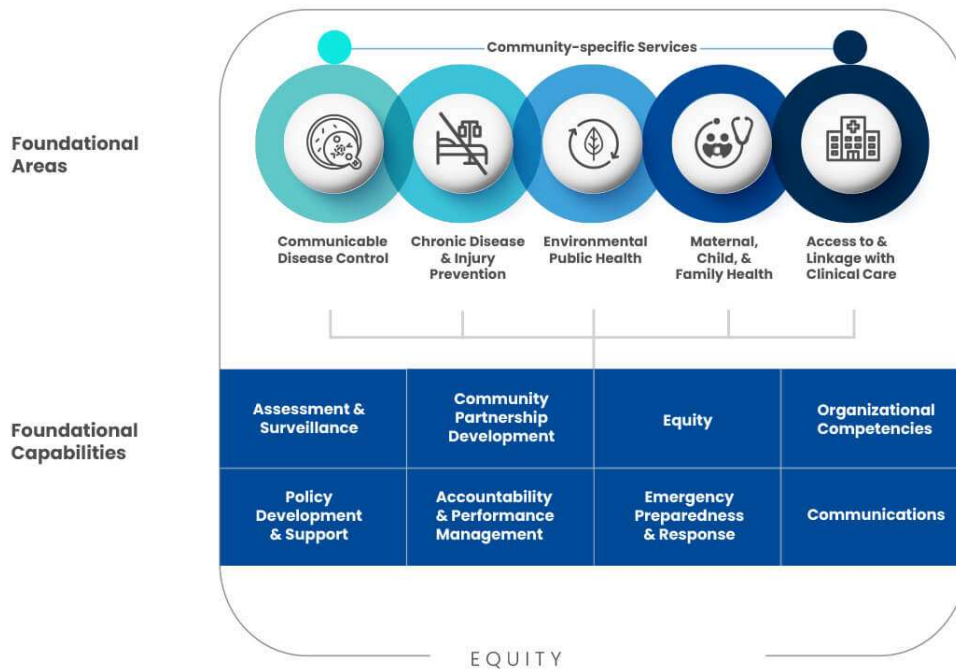 Community-specific Services
Foundational
Areas
Communicable
Disease Control
Chronic Disease
& Injury
Prevention
Environmental
Public Health
Maternal,
Child, &
Family Health
Access to &
Linkage with
Clinical Care
Foundational
Capabilities
Assessment &
Surveillance
Community
Partnership
Development
Equity
Organizational
Competencies
Policy
Development
& Support
Accountability
& Performance
Management
Emergency
Preparedness
& Response
Communications
EQUITY